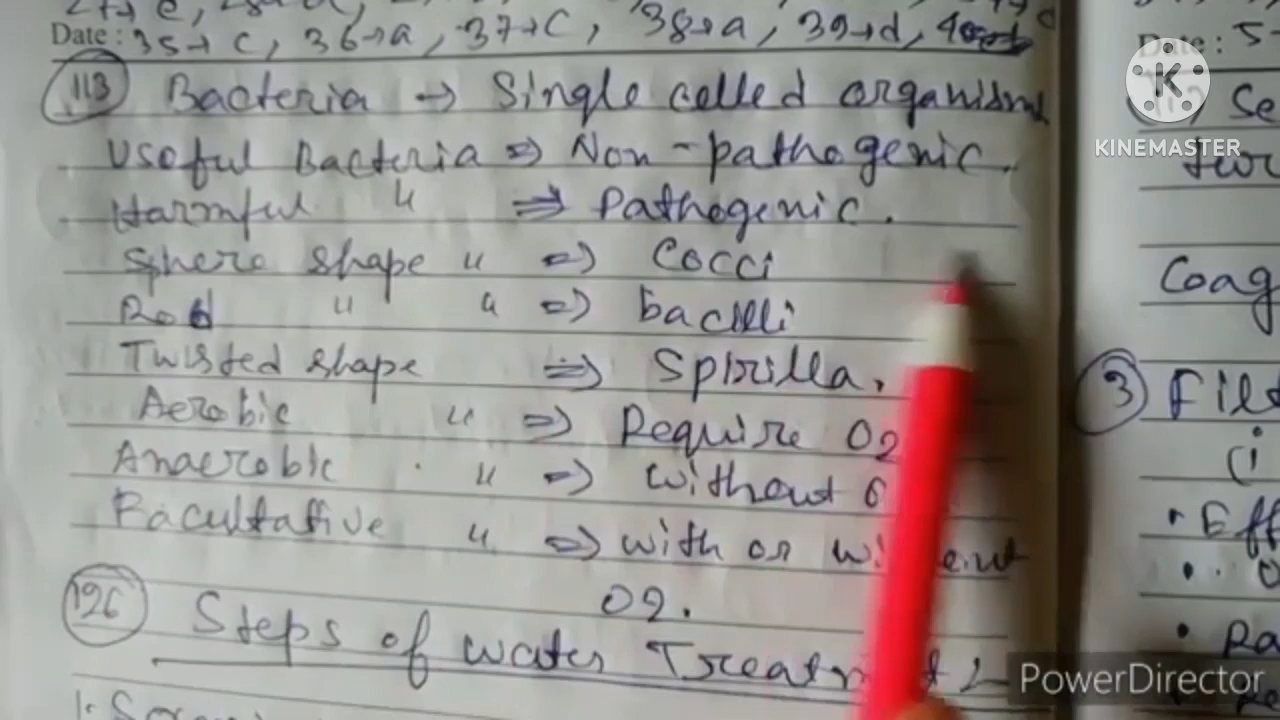 Date : 35→ c, 36→a, 37→C, 38→a, 39→d,
Date : 5
113 Bacteria → Single celled organism
Useful Bacteria ⇒ Non-pathogenic.
Harmful " ⇒ Pathogenic.
Sphere shape " ⇒ Cocci
Rod " " ⇒ bacilli
Twisted shape ⇒ Spirilla.
Aerobic " ⇒ Require O2
Anaerobic " ⇒ Without
Facultative " ⇒ With or
O2.
126 Steps of water
Coag
3 Filt
(i
• Eff
• Ra
KINEMASTER
PowerDirector